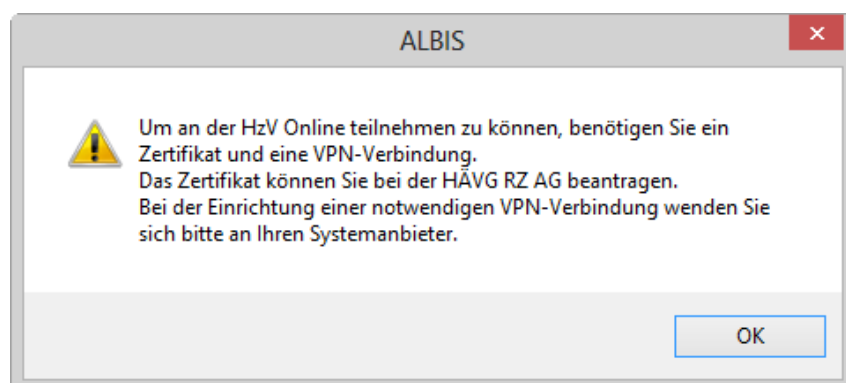 ALBIS
Um an der HzV Online teilnehmen zu können, benötigen Sie ein
Zertifikat und eine VPN-Verbindung.
Das Zertifikat können Sie bei der HÄVG RZ AG beantragen.
Bei der Einrichtung einer notwendigen VPN-Verbindung wenden Sie
sich bitte an Ihren Systemanbieter.
OK